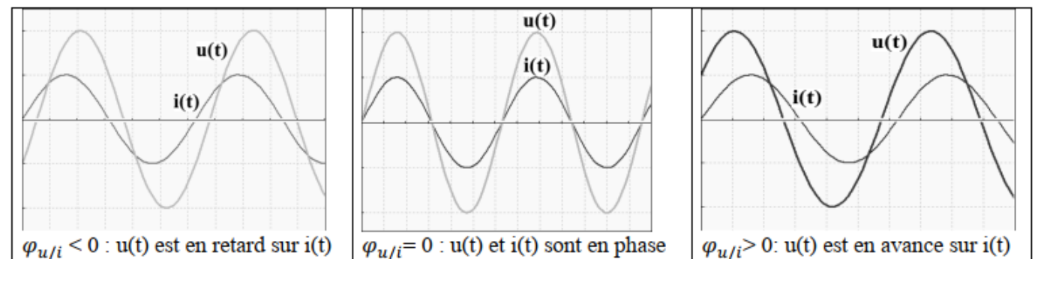 u(t)
i(t)
φu/i < 0 : u(t) est en retard sur i(t)
u(t)
i(t)
φu/i= 0 : u(t) et i(t) sont en phase
u(t)
i(t)
φu/i> 0: u(t) est en avance sur i(t)